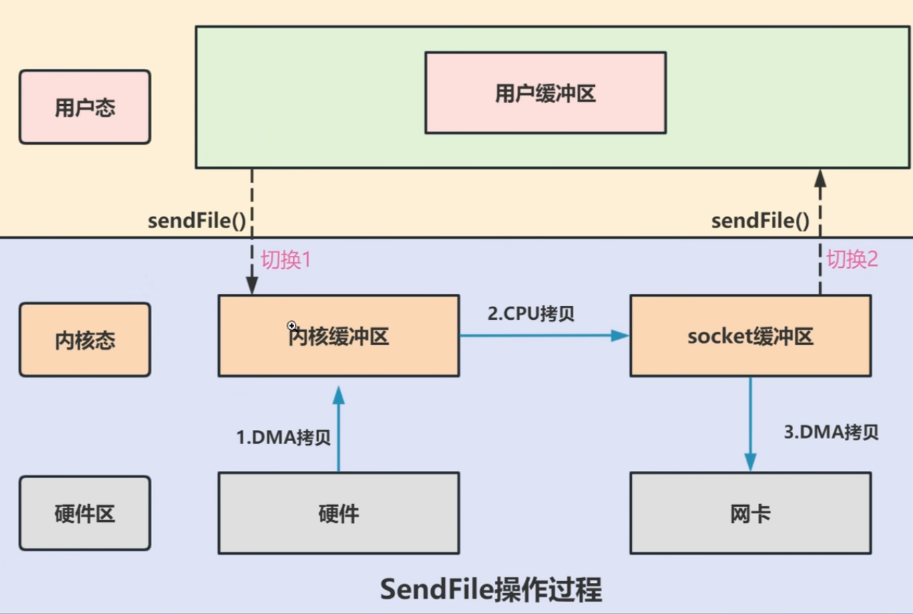 用户态
用户缓冲区
sendFile()
sendFile()
切换1
切换2
内核态
内核缓冲区
2.CPU拷贝
socket缓冲区
1.DMA拷贝
3.DMA拷贝
硬件区
硬件
网卡
SendFile操作过程